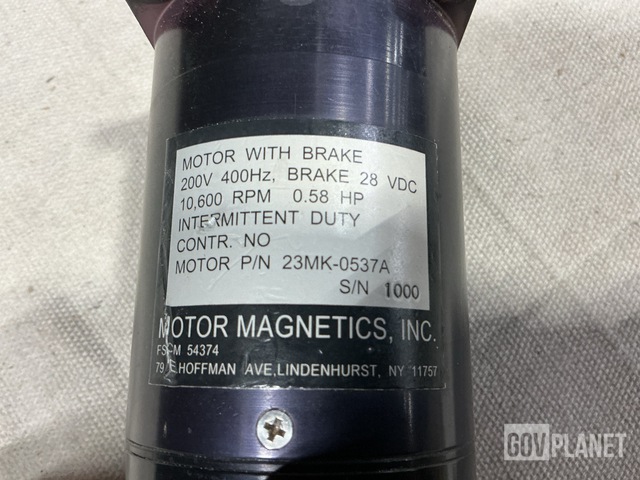 MOTOR WITH BRAKE
200V 400Hz, BRAKE 28 VDC
10,600 RPM 0.58 HP
INTERMITTENT DUTY
CONTR. NO
MOTOR P/N 23MK-0537A
S/N 1000
MOTOR MAGNETICS, INC.
FSCM 54374
79 E.HOFFMAN AVE,LINDENHURST, NY 11757
GOVPLANET